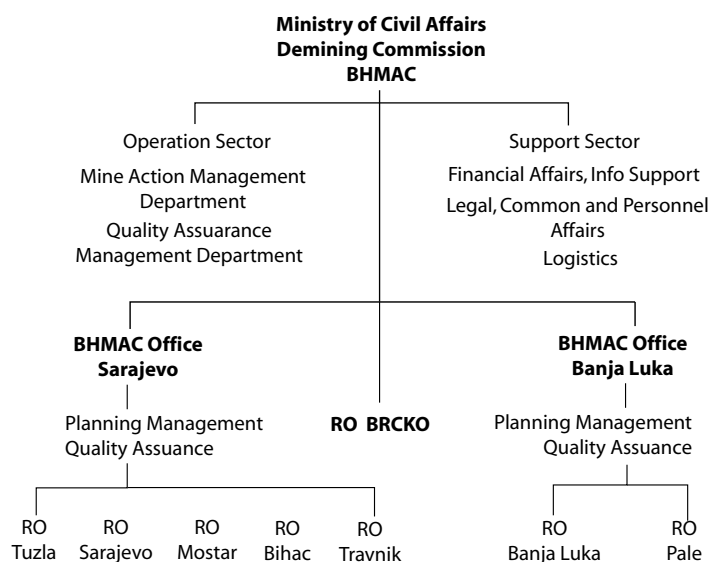 Ministry of Civil Affairs
Demining Commission
BHMAC
Operation Sector
Mine Action Management
Department
Quality Assuarance
Management Department
Support Sector
Financial Affairs, Info Support
Legal, Common and Personnel
Affairs
Logistics
BHMAC Office
Sarajevo
Planning Management
Quality Assuance
RO BRCKO
BHMAC Office
Banja Luka
Planning Management
Quality Assuance
RO
Tuzla
RO
Sarajevo
RO
Mostar
RO
Bihac
RO
Travnik
RO
Banja Luka
RO
Pale